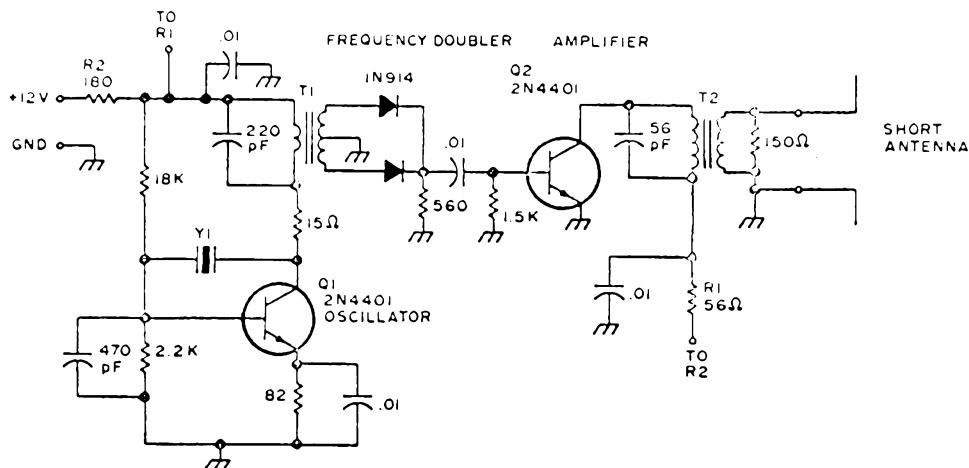 TO
R1
.01
FREQUENCY DOUBLER
AMPLIFIER
R2
180
+12V
GND
T1
1N914
Q2
2N4401
T2
220
pF
.01
56
pF
150Ω
SHORT
ANTENNA
18K
15Ω
560
1.5K
Y1
Q1
2N4401
OSCILLATOR
.01
R1
56Ω
TO
R2
470
pF
2.2K
82
.01